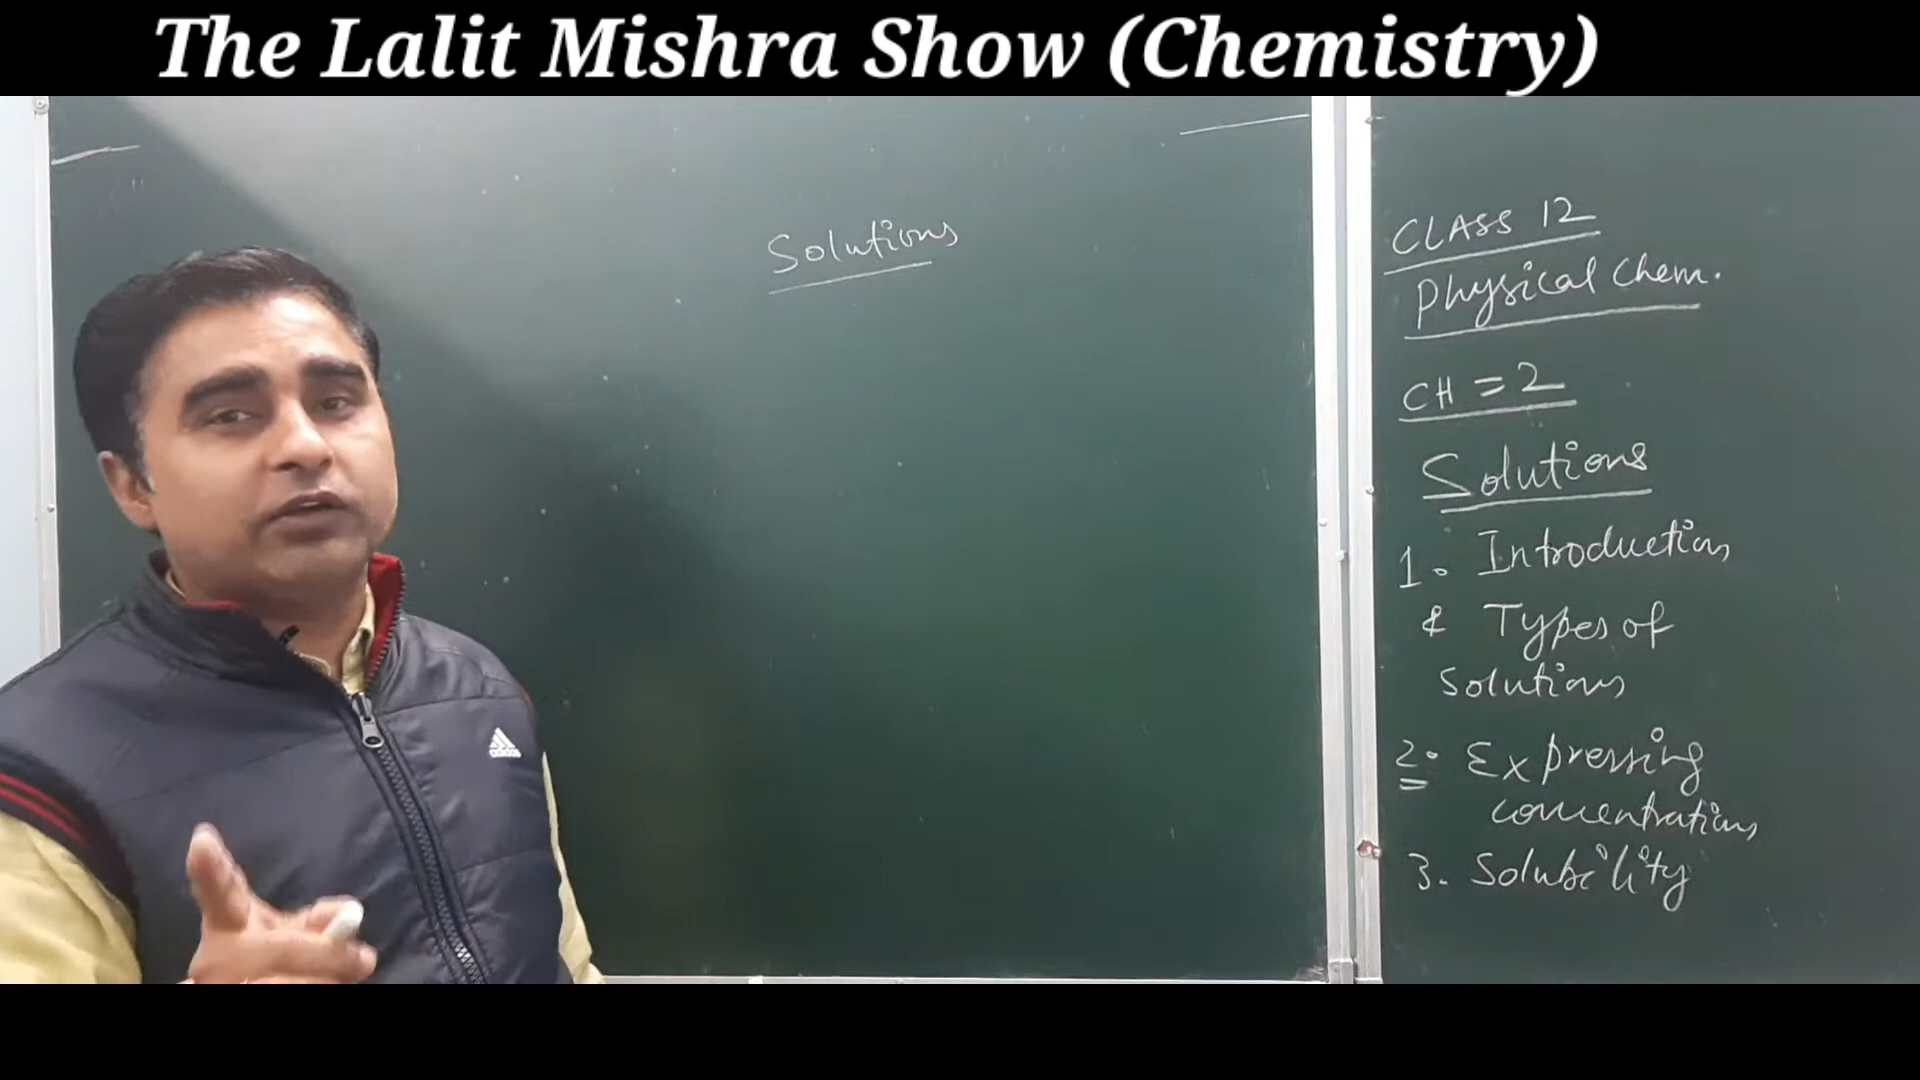 The Lalit Mishra Show (Chemistry)
Solutions
CLASS 12
Physical Chem.
CH = 2
Solutions
1. Introduction
& Types of
Solutions
2. Expressing
concentrations
3. Solubility
adidas